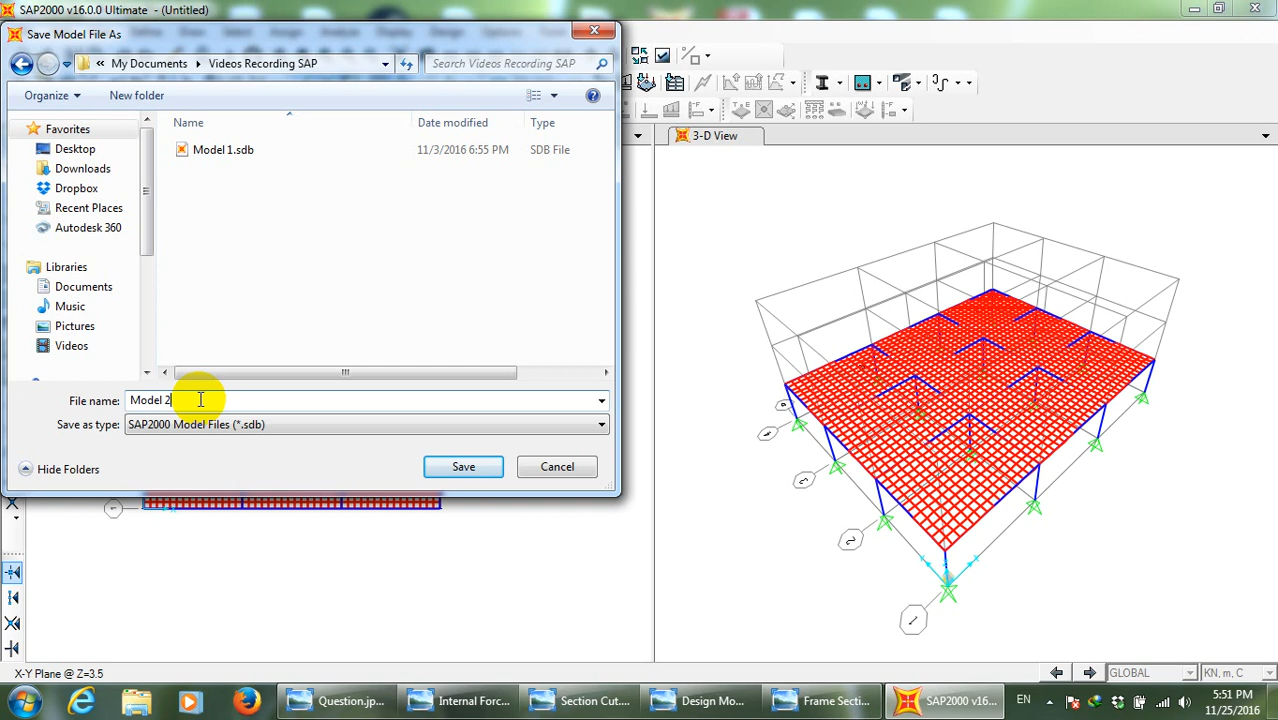 SAP2000 v16.0.0 Ultimate - (Untitled)
Save Model File As
« My Documents Videos Recording SAP
Search Videos Recording SAP
Organize
New folder
Name
Date modified
Type
Favorites
Desktop
Downloads
Dropbox
Recent Places
Autodesk 360
Libraries
Documents
Music
Pictures
Videos
Model 1.sdb
11/3/2016 6:55 PM
SDB File
File name:
Model 2
Save as type:
SAP2000 Model Files (*.sdb)
Hide Folders
Save
Cancel
3-D View
X-Y Plane @ Z=3.5
GLOBAL
KN, m, C
Question.jp...
Internal Forc...
Section Cut....
Design Mo...
Frame Secti...
SAP2000 v16...
EN
5:51 PM
11/25/2016